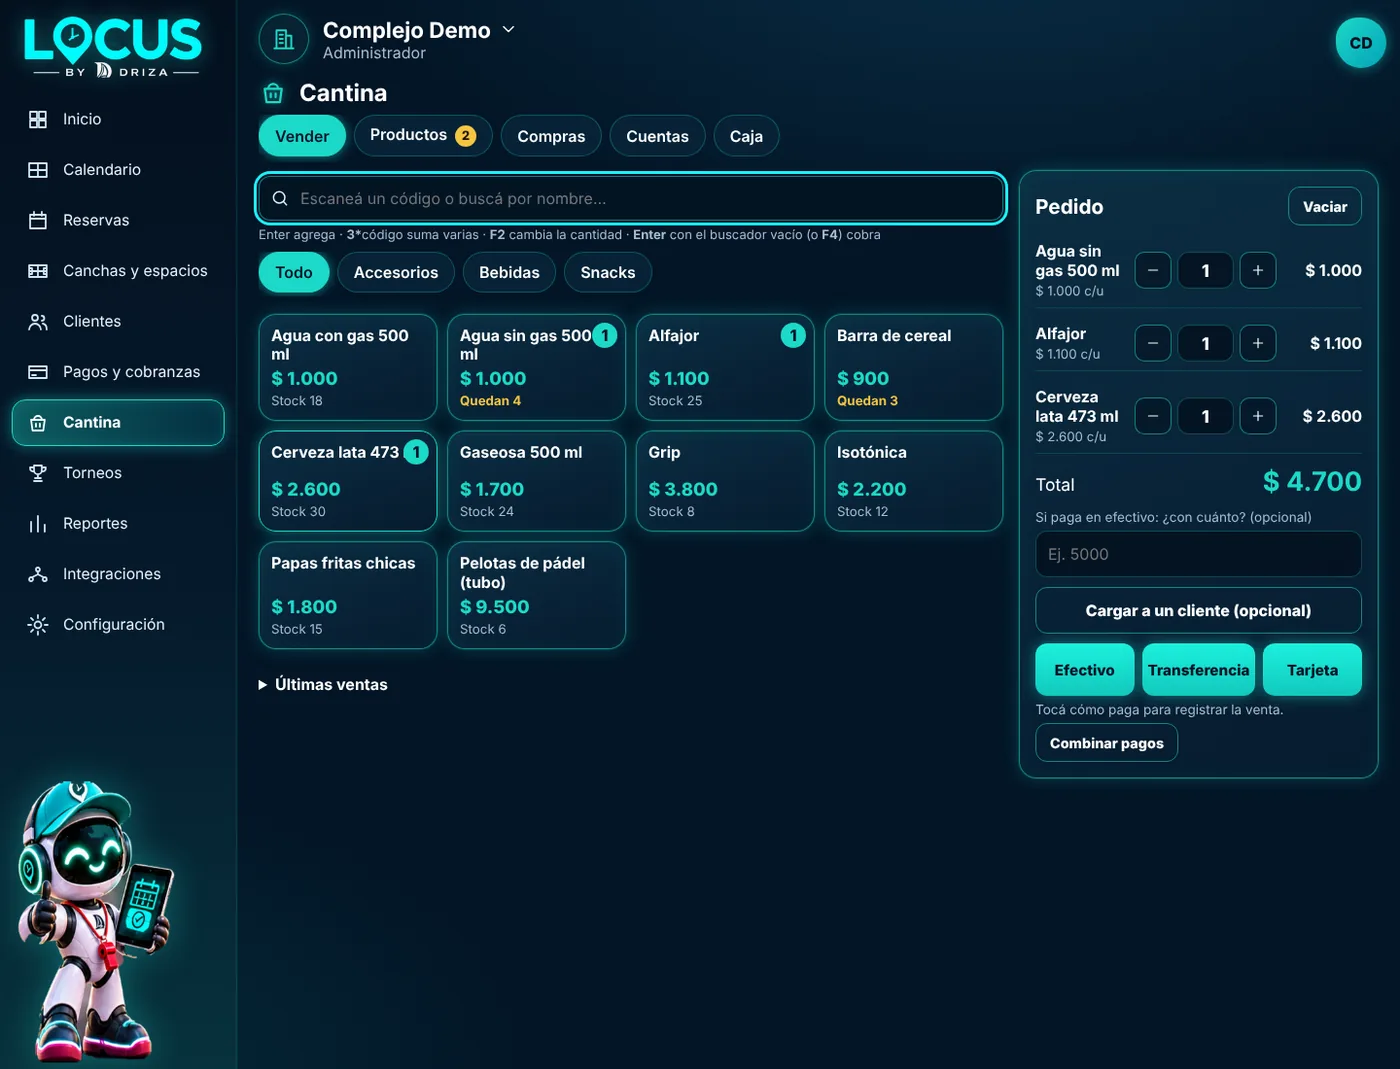 LOCUS
BY DRIZA
Inicio
Calendario
Reservas
Canchas y espacios
Clientes
Pagos y cobranzas
Cantina
Torneos
Reportes
Integraciones
Configuración
Complejo Demo
Administrador
CD
Cantina
Vender
Productos 2
Compras
Cuentas
Caja
Escaneá un código o buscá por nombre...
Enter agrega · 3*código suma varias · F2 cambia la cantidad · Enter con el buscador vacío (o F4) cobra
Todo
Accesorios
Bebidas
Snacks
Agua con gas 500
ml
$ 1.000
Stock 18
Agua sin gas 500
ml
1
$ 1.000
Quedan 4
Alfajor
1
$ 1.100
Stock 25
Barra de cereal
$ 900
Quedan 3
Cerveza lata 473
1
$ 2.600
Stock 30
Gaseosa 500 ml
$ 1.700
Stock 24
Grip
$ 3.800
Stock 8
Isotónica
$ 2.200
Stock 12
Papas fritas chicas
$ 1.800
Stock 15
Pelotas de pádel
(tubo)
$ 9.500
Stock 6
Últimas ventas
Pedido
Vaciar
Agua sin
gas 500 ml
$ 1.000 c/u
− 1 +
$ 1.000
Alfajor
$ 1.100 c/u
− 1 +
$ 1.100
Cerveza
lata 473 ml
$ 2.600 c/u
− 1 +
$ 2.600
Total
$ 4.700
Si paga en efectivo: ¿con cuánto? (opcional)
Ej. 5000
Cargar a un cliente (opcional)
Efectivo
Transferencia
Tarjeta
Tocá cómo paga para registrar la venta.
Combinar pagos